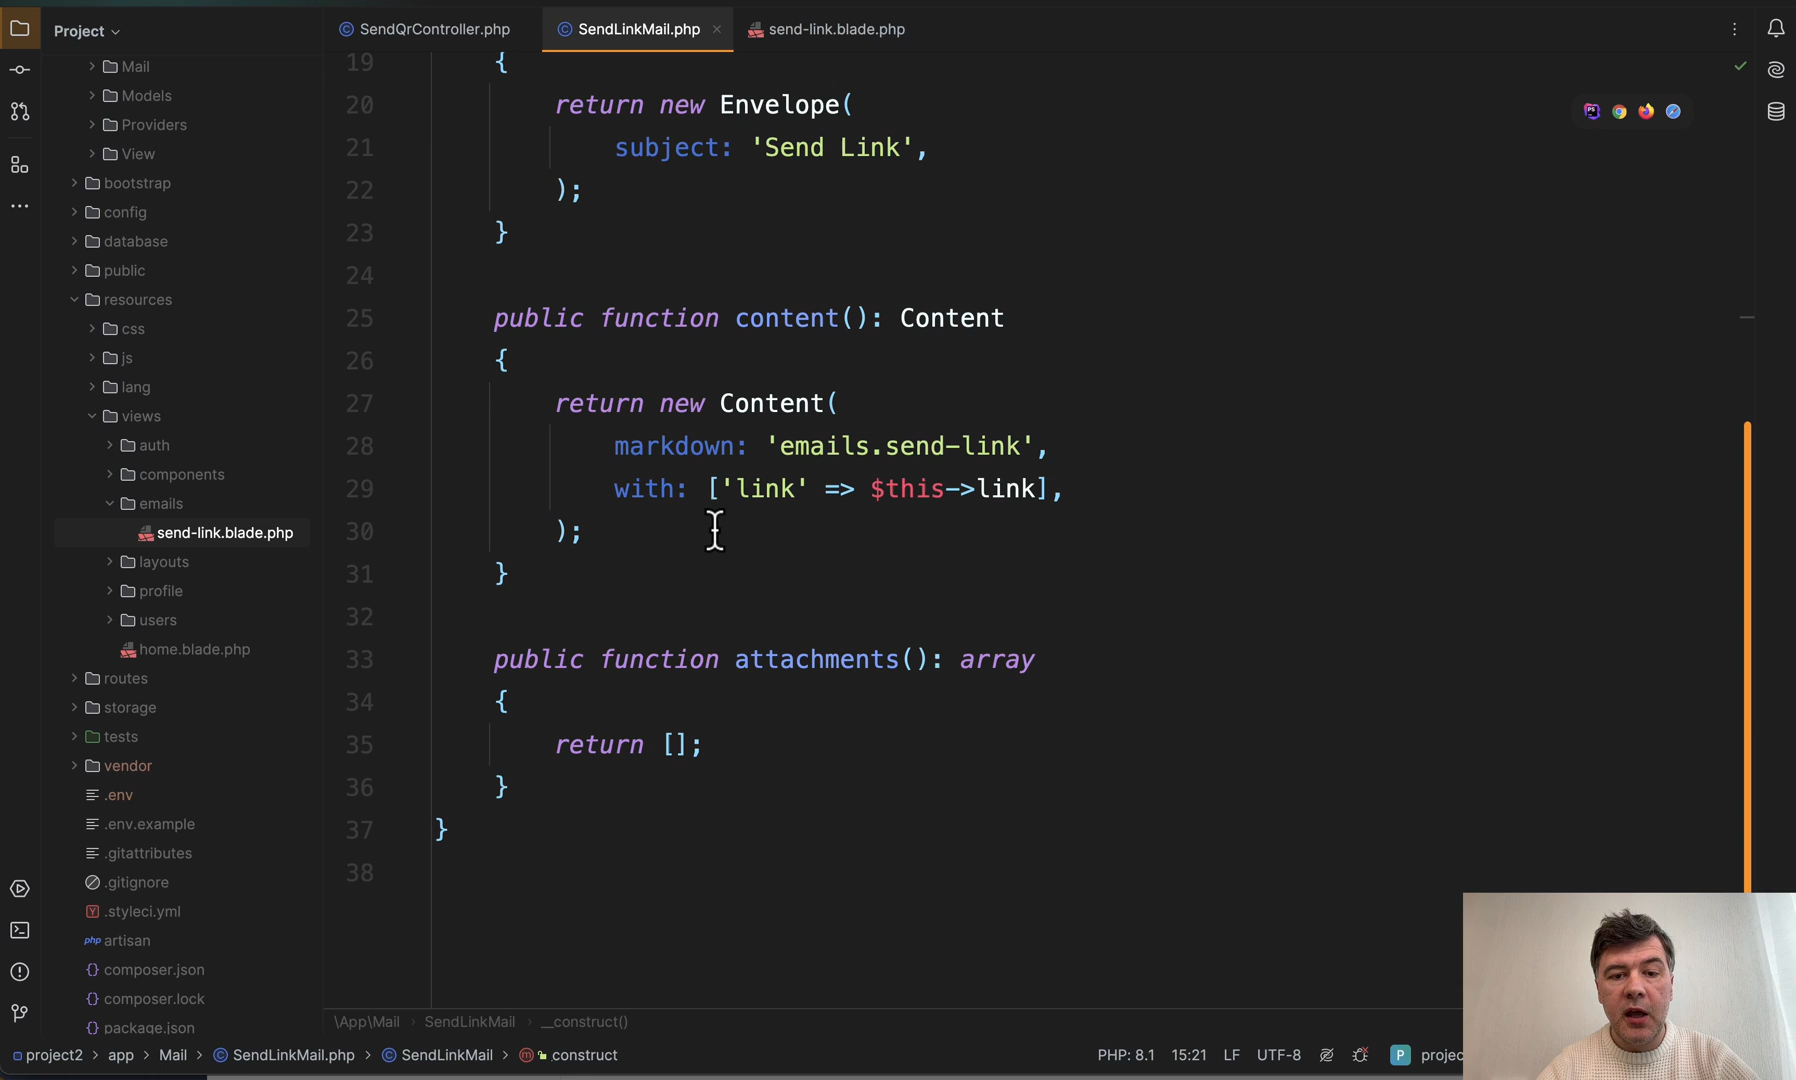 Project
SendQrController.php
SendLinkMail.php
send-link.blade.php
Mail
Models
Providers
View
bootstrap
config
database
public
resources
css
js
lang
views
auth
components
emails
send-link.blade.php
layouts
profile
users
home.blade.php
routes
storage
tests
vendor
.env
.env.example
.gitattributes
.gitignore
.styleci.yml
php artisan
composer.json
composer.lock
package.json
19 {
20 return new Envelope(
21 subject: 'Send Link',
22 );
23 }
24
25 public function content(): Content
26 {
27 return new Content(
28 markdown: 'emails.send-link',
29 with: ['link' => $this->link],
30 );
31 }
32
33 public function attachments(): array
34 {
35 return [];
36 }
37 }
38
\App\Mail > SendLinkMail > __construct()
project2 > app > Mail > SendLinkMail.php > SendLinkMail > construct
PHP: 8.1 15:21 LF UTF-8 P projec